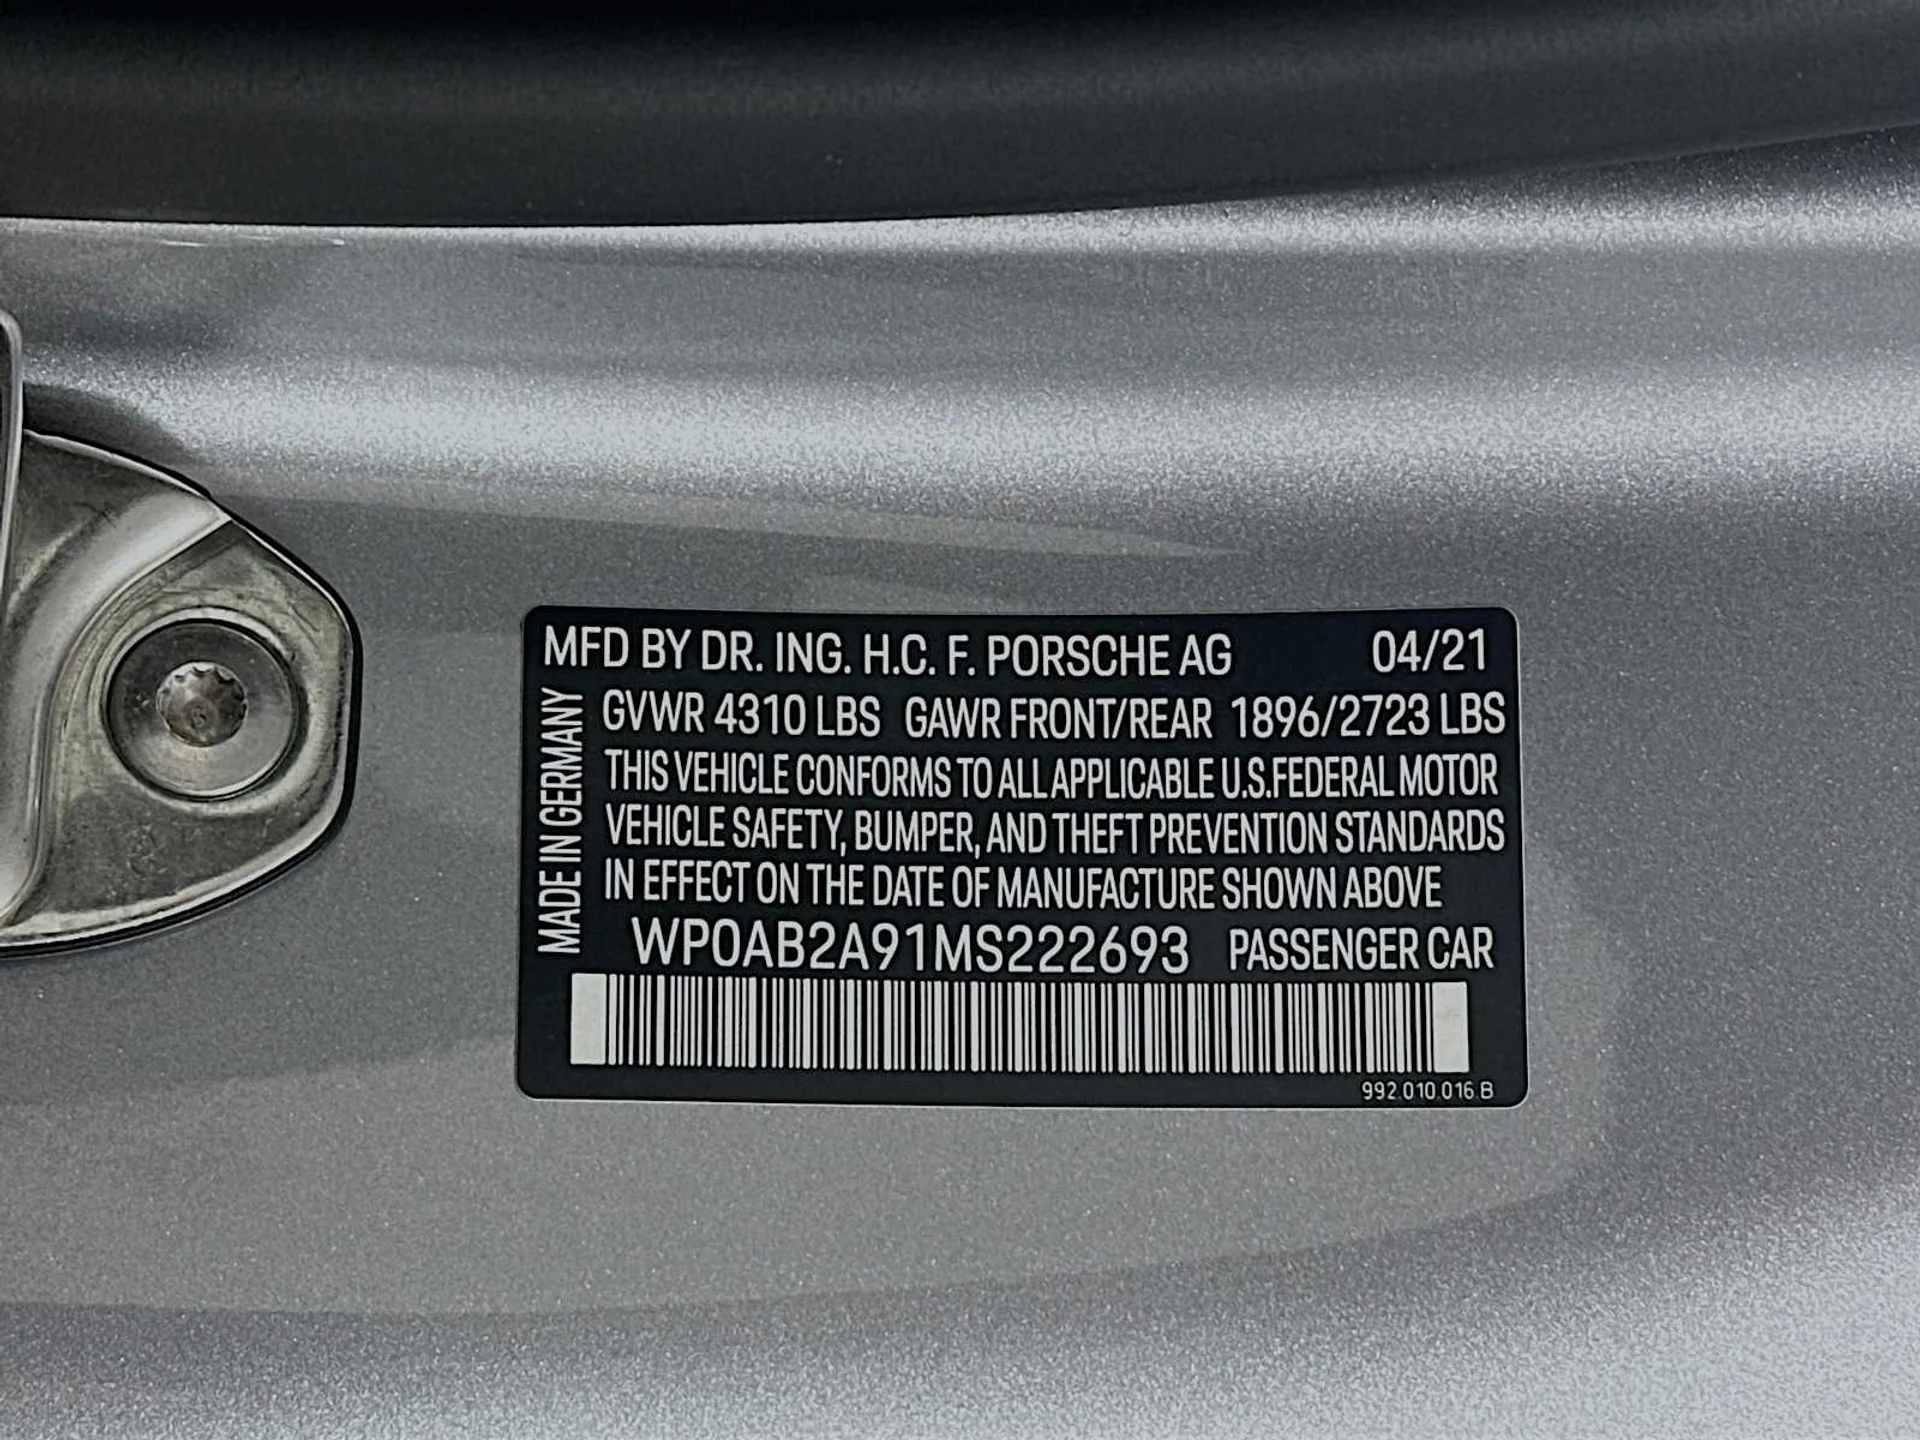 MFD BY DR. ING. H.C. F. PORSCHE AG 04/21
MADE IN GERMANY
GVWR 4310 LBS GAWR FRONT/REAR 1896/2723 LBS
THIS VEHICLE CONFORMS TO ALL APPLICABLE U.S.FEDERAL MOTOR
VEHICLE SAFETY, BUMPER, AND THEFT PREVENTION STANDARDS
IN EFFECT ON THE DATE OF MANUFACTURE SHOWN ABOVE
WP0AB2A91MS222693 PASSENGER CAR
992.010.016.B